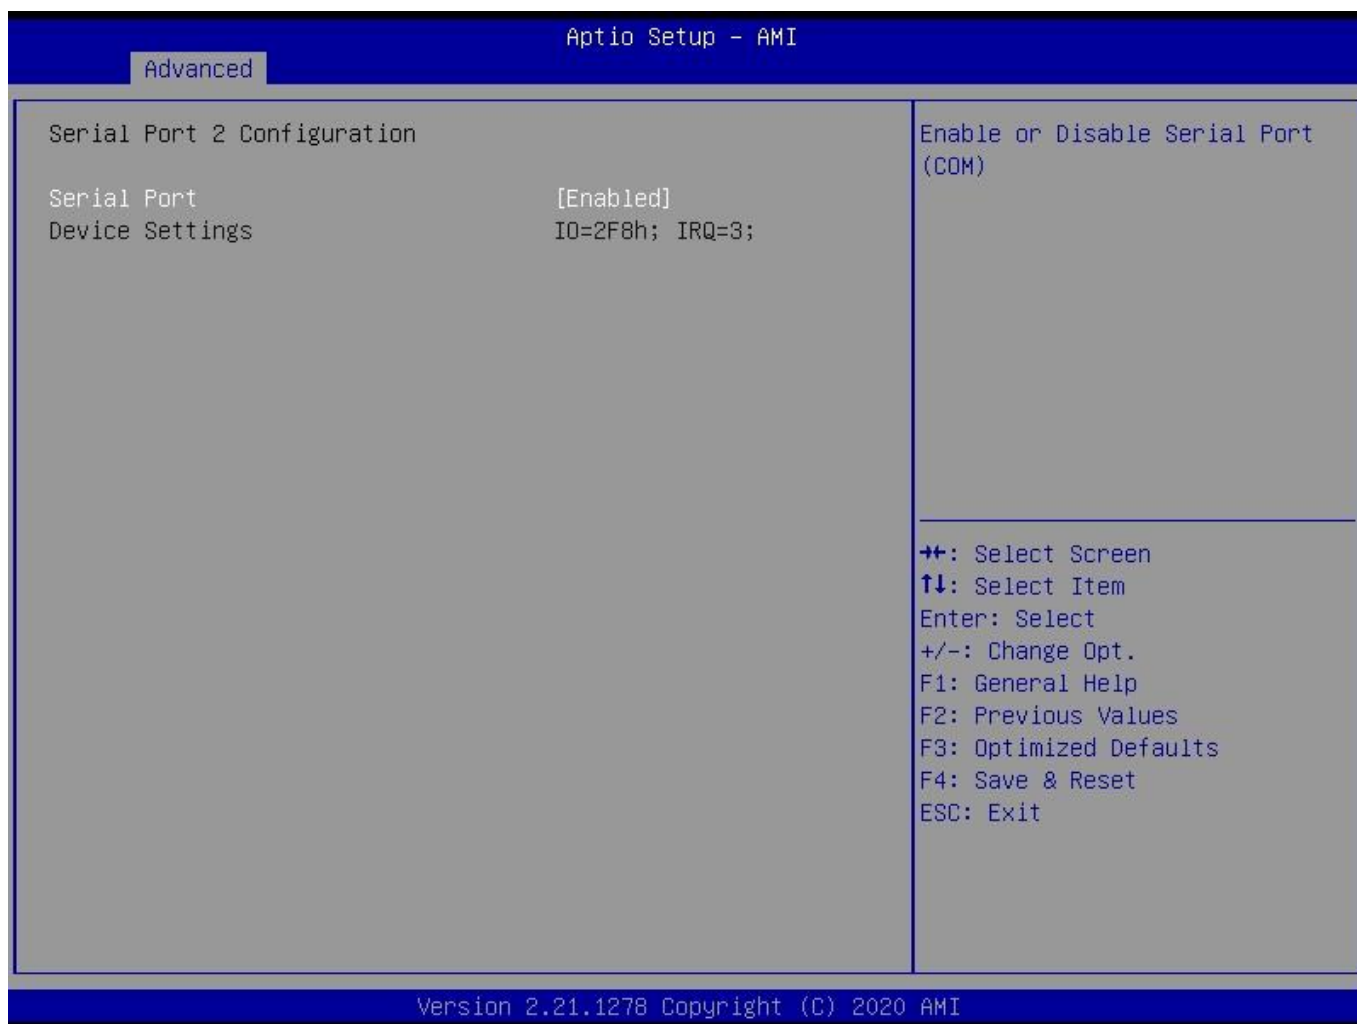 Aptio Setup – AMI
Advanced
Serial Port 2 Configuration
Serial Port [Enabled]
Device Settings IO=2F8h; IRQ=3;
Enable or Disable Serial Port
(COM)
→←: Select Screen
↑↓: Select Item
Enter: Select
+/-: Change Opt.
F1: General Help
F2: Previous Values
F3: Optimized Defaults
F4: Save & Reset
ESC: Exit
Version 2.21.1278 Copyright (C) 2020 AMI